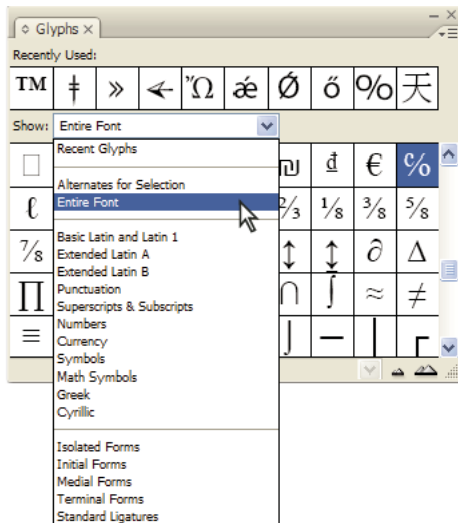 Glyphs
Recently Used:
™ ǂ » Ὢ ǽ Ǿ ő % 天
Show: Entire Font
Recent Glyphs
Alternates for Selection
Entire Font
Basic Latin and Latin 1
Extended Latin A
Extended Latin B
Punctuation
Superscripts & Subscripts
Numbers
Currency
Symbols
Math Symbols
Greek
Cyrillic
Isolated Forms
Initial Forms
Medial Forms
Terminal Forms
Standard Ligatures
₪ ₫ € ℅
ℓ ⅔ ⅛ ⅜ ⅝
⅞ ↕ ↨ ∂ ∆
∏ ∩ ∫ ≈ ≠
≡ ⌡ ─ │ ┌